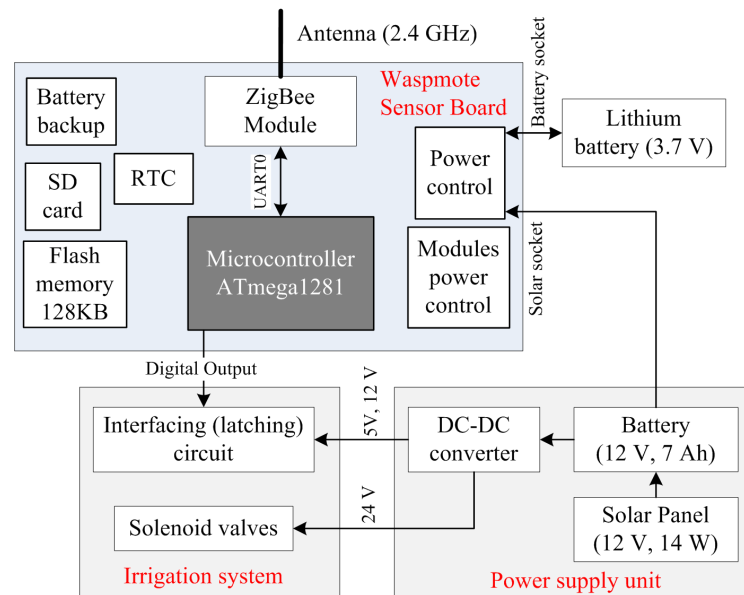 Antenna (2.4 GHz)
Waspmote
Sensor Board
Battery
backup
ZigBee
Module
Battery socket
Lithium
battery (3.7 V)
Power
control
RTC
SD
card
UART0
Microcontroller
ATmega1281
Flash
memory
128KB
Modules
power
control
Solar socket
Digital Output
Interfacing (latching)
circuit
5V, 12 V
DC-DC
converter
Battery
(12 V, 7 Ah)
Solenoid valves
24 V
Solar Panel
(12 V, 14 W)
Irrigation system
Power supply unit